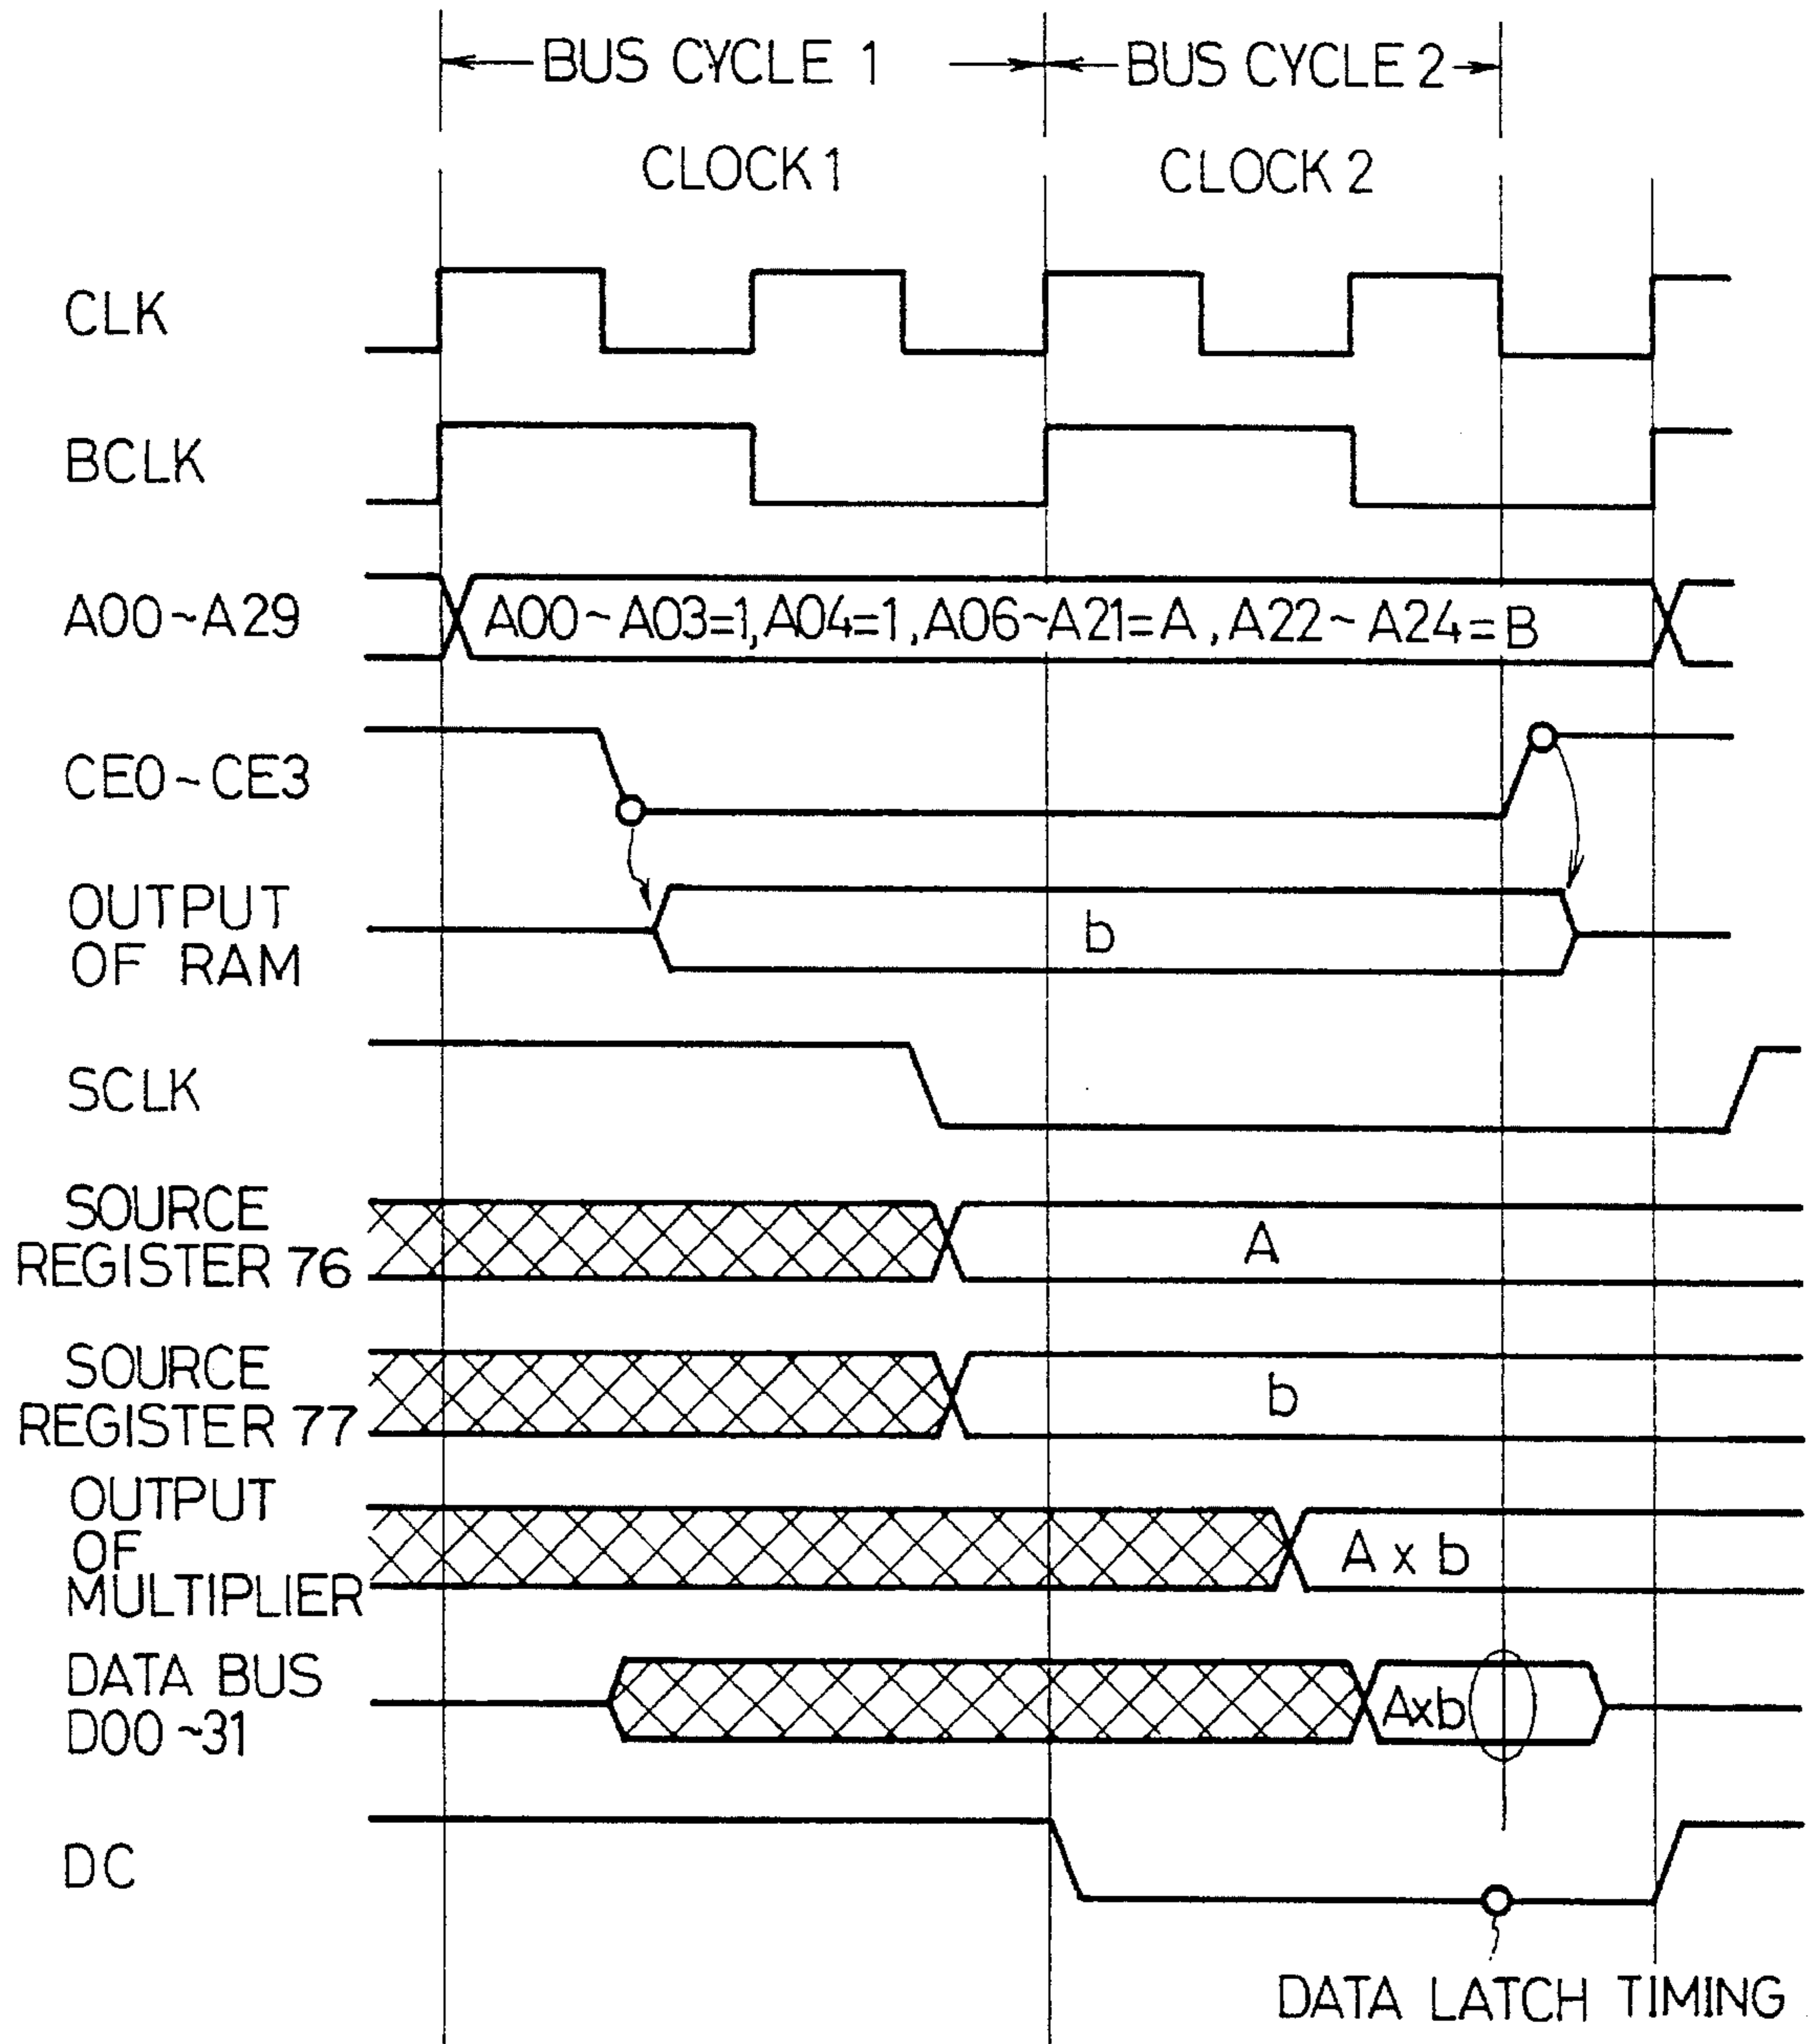 BUS CYCLE 1
BUS CYCLE 2
CLOCK 1
CLOCK 2
CLK
BCLK
A00~A29
A00~A03=1,A04=1,A06~A21=A,A22~A24=B
CE0~CE3
OUTPUT
OF RAM
b
SCLK
SOURCE
REGISTER 76
A
SOURCE
REGISTER 77
b
OUTPUT
OF
MULTIPLIER
A x b
DATA BUS
D00~31
Axb
DC
DATA LATCH TIMING